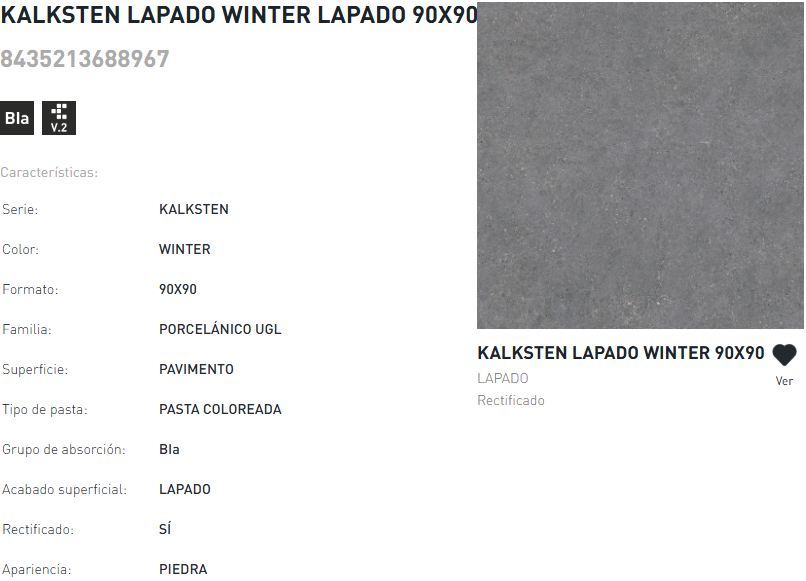 KALKSTEN LAPADO WINTER LAPADO 90X90
8435213688967
BIa
V.2
Características:
Serie: KALKSTEN
Color: WINTER
Formato: 90X90
Familia: PORCELÁNICO UGL
Superficie: PAVIMENTO
Tipo de pasta: PASTA COLOREADA
Grupo de absorción: BIa
Acabado superficial: LAPADO
Rectificado: SÍ
Apariencia: PIEDRA
KALKSTEN LAPADO WINTER 90X90
LAPADO
Rectificado
Ver